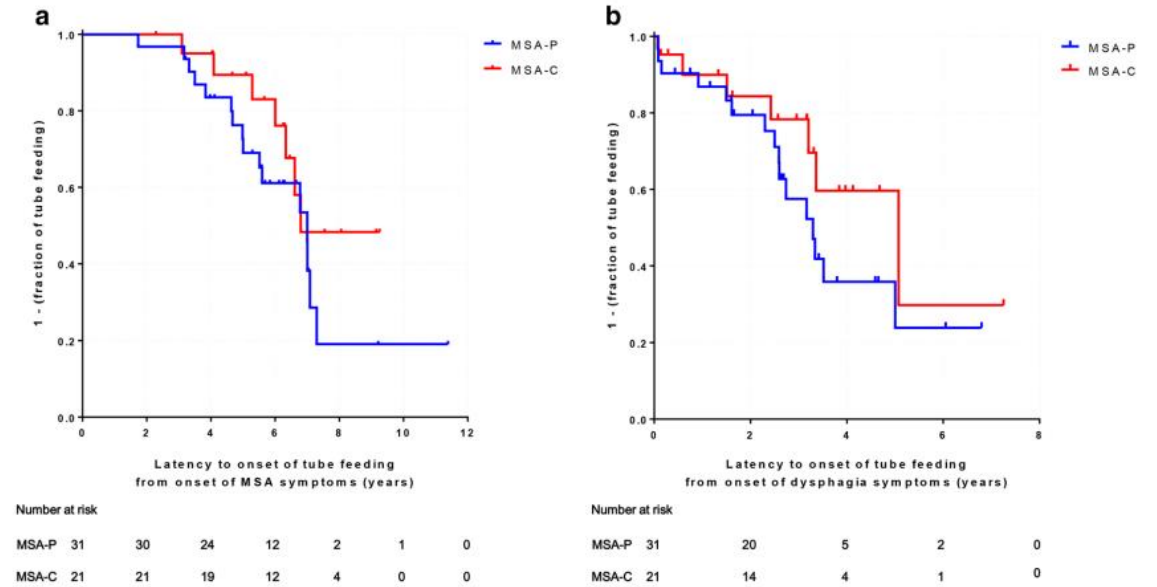 a
1 - (fraction of tube feeding)
1.0
0.8
0.6
0.4
0.2
0.0
0 2 4 6 8 10 12
MSA-P
MSA-C
Latency to onset of tube feeding
from onset of MSA symptoms (years)
Number at risk
MSA-P 31 30 24 12 2 1 0
MSA-C 21 21 19 12 4 0 0
b
1 - (fraction of tube feeding)
1.0
0.8
0.6
0.4
0.2
0.0
0 2 4 6 8
MSA-P
MSA-C
Latency to onset of tube feeding
from onset of dysphagia symptoms (years)
Number at risk
MSA-P 31 20 5 2 0
MSA-C 21 14 4 1 0